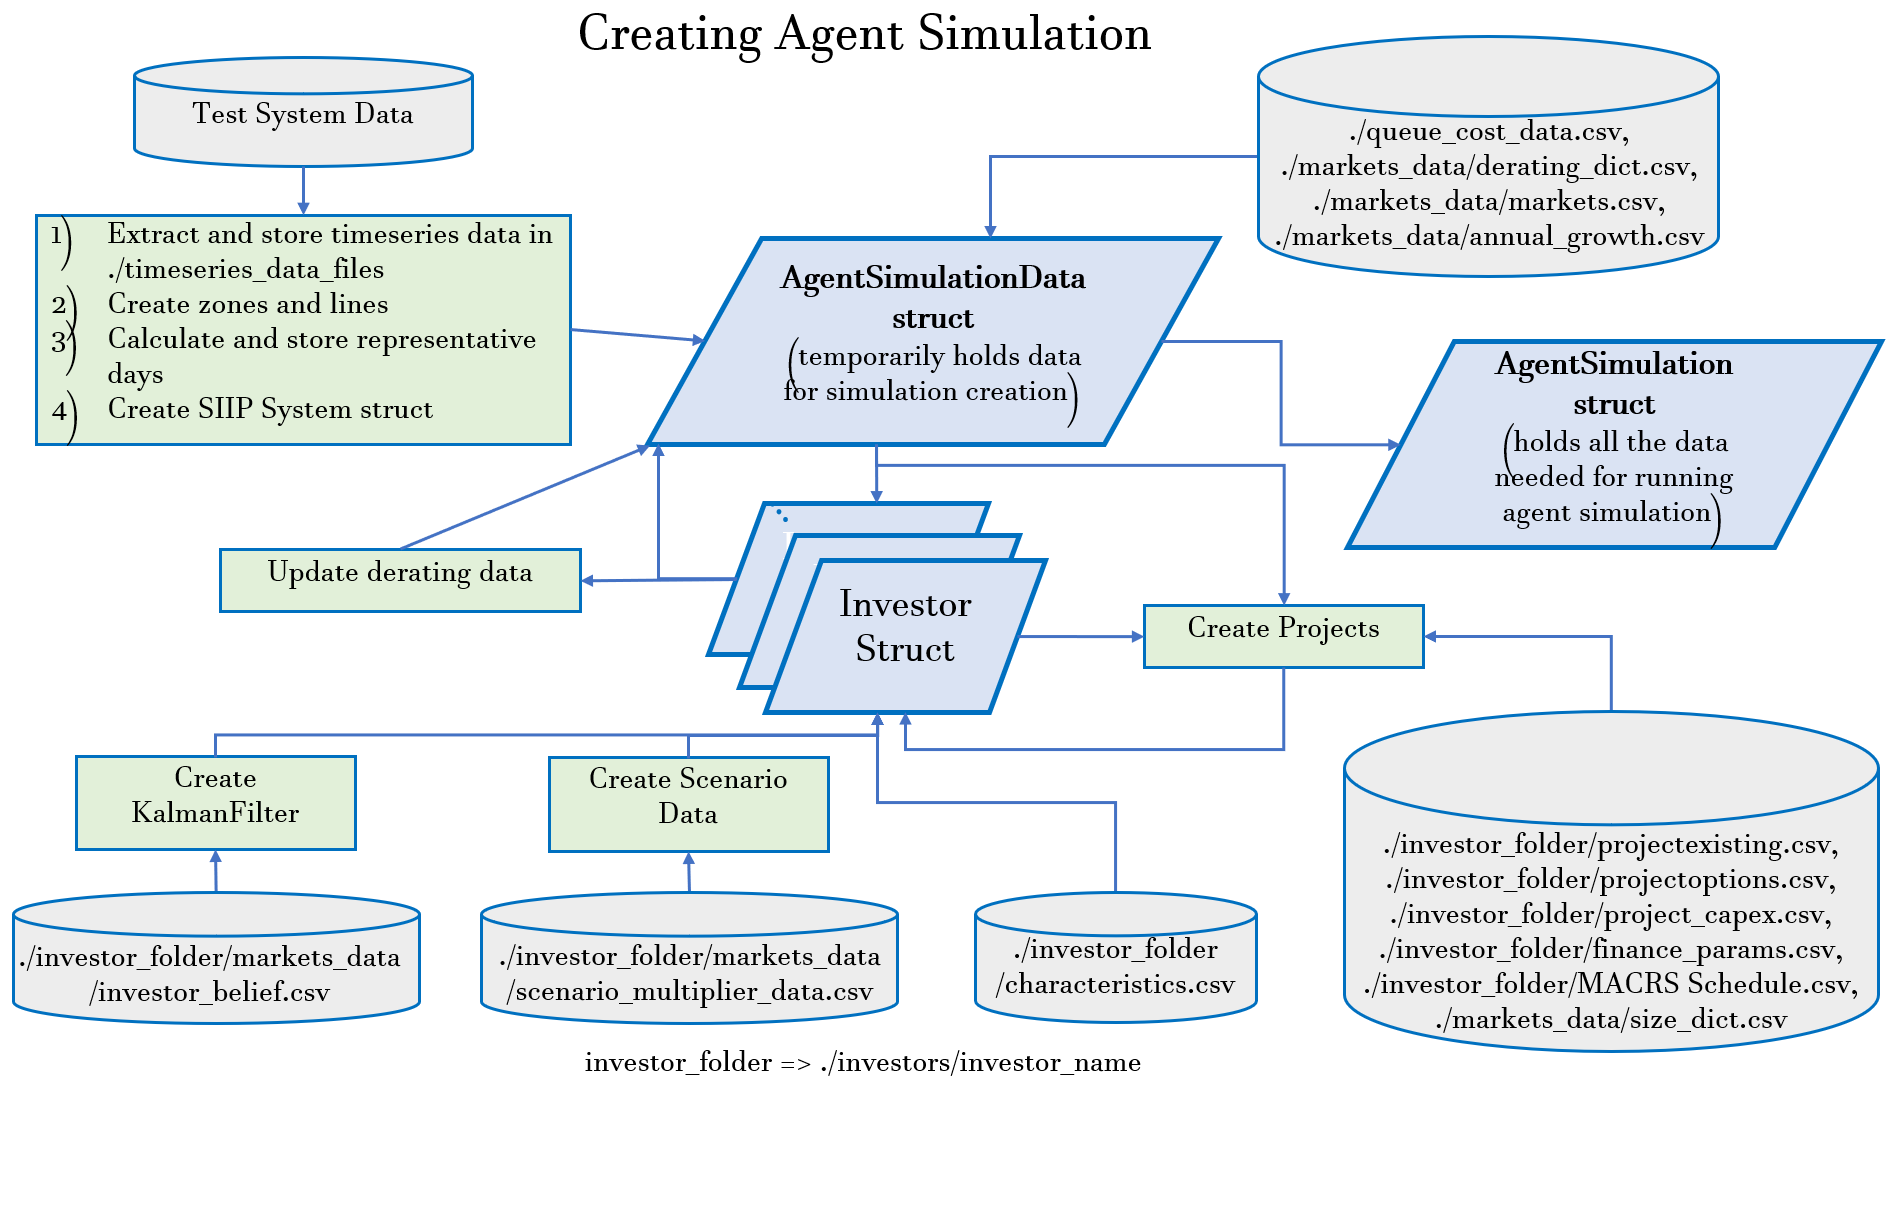 Creating Agent Simulation
Test System Data
./queue_cost_data.csv,
./markets_data/derating_dict.csv,
./markets_data/markets.csv,
./markets_data/annual_growth.csv
1) Extract and store timeseries data in
./timeseries_data_files
2) Create zones and lines
3) Calculate and store representative
days
4) Create SIIP System struct
AgentSimulationData
struct
(temporarily holds data
for simulation creation)
AgentSimulation
struct
(holds all the data
needed for running
agent simulation)
Update derating data
Investor
Struct
Create Projects
Create
KalmanFilter
Create Scenario
Data
./investor_folder/markets_data
/investor_belief.csv
./investor_folder/markets_data
/scenario_multiplier_data.csv
./investor_folder
/characteristics.csv
./investor_folder/projectexisting.csv,
./investor_folder/projectoptions.csv,
./investor_folder/project_capex.csv,
./investor_folder/finance_params.csv,
./investor_folder/MACRS Schedule.csv,
./markets_data/size_dict.csv
investor_folder => ./investors/investor_name